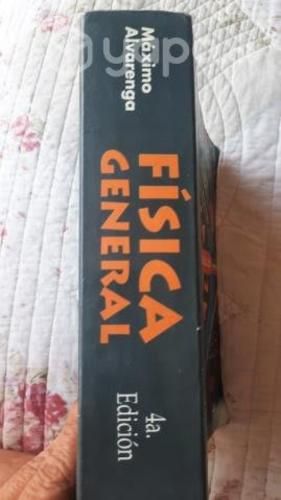 Máximo
Alvarenga
FÍSICA
GENERAL
4a.
Edición